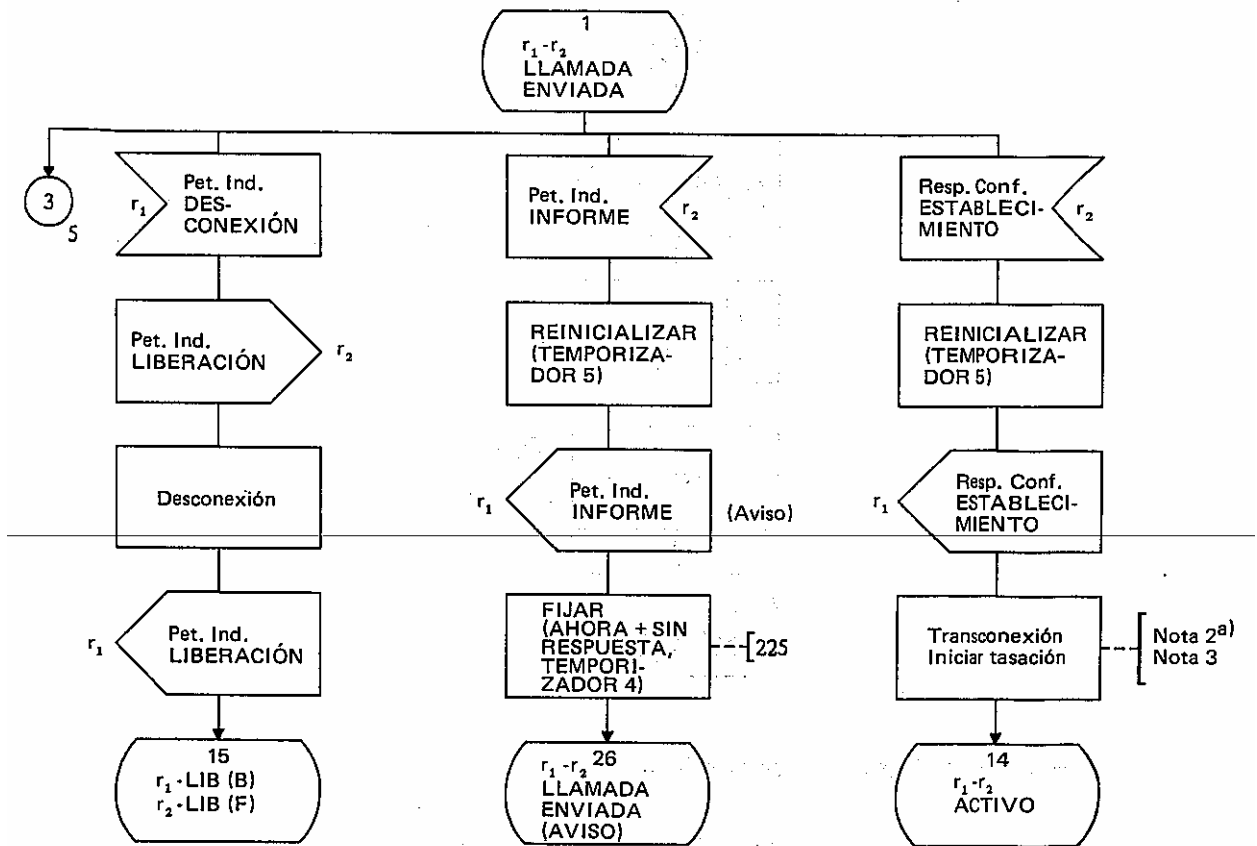 1
r₁-r₂
LLAMADA
ENVIADA
3
5
r₁
Pet. Ind.
DES-
CONEXIÓN
Pet. Ind.
INFORME
r₂
Resp. Conf.
ESTABLECI-
MIENTO
r₂
Pet. Ind.
LIBERACIÓN
r₂
REINICIALIZAR
(TEMPORIZA-
DOR 5)
REINICIALIZAR
(TEMPORIZA-
DOR 5)
Desconexión
r₁
Pet. Ind.
INFORME
(Aviso)
r₁
Resp. Conf.
ESTABLECI-
MIENTO
r₁
Pet. Ind.
LIBERACIÓN
FIJAR
(AHORA + SIN
RESPUESTA,
TEMPORI-
ZADOR 4)
225
Transconexión
Iniciar tasación
Nota 2ᵃ⁾
Nota 3
15
r₁-LIB (B)
r₂-LIB (F)
26
r₁-r₂
LLAMADA
ENVIADA
(AVISO)
14
r₁-r₂
ACTIVO